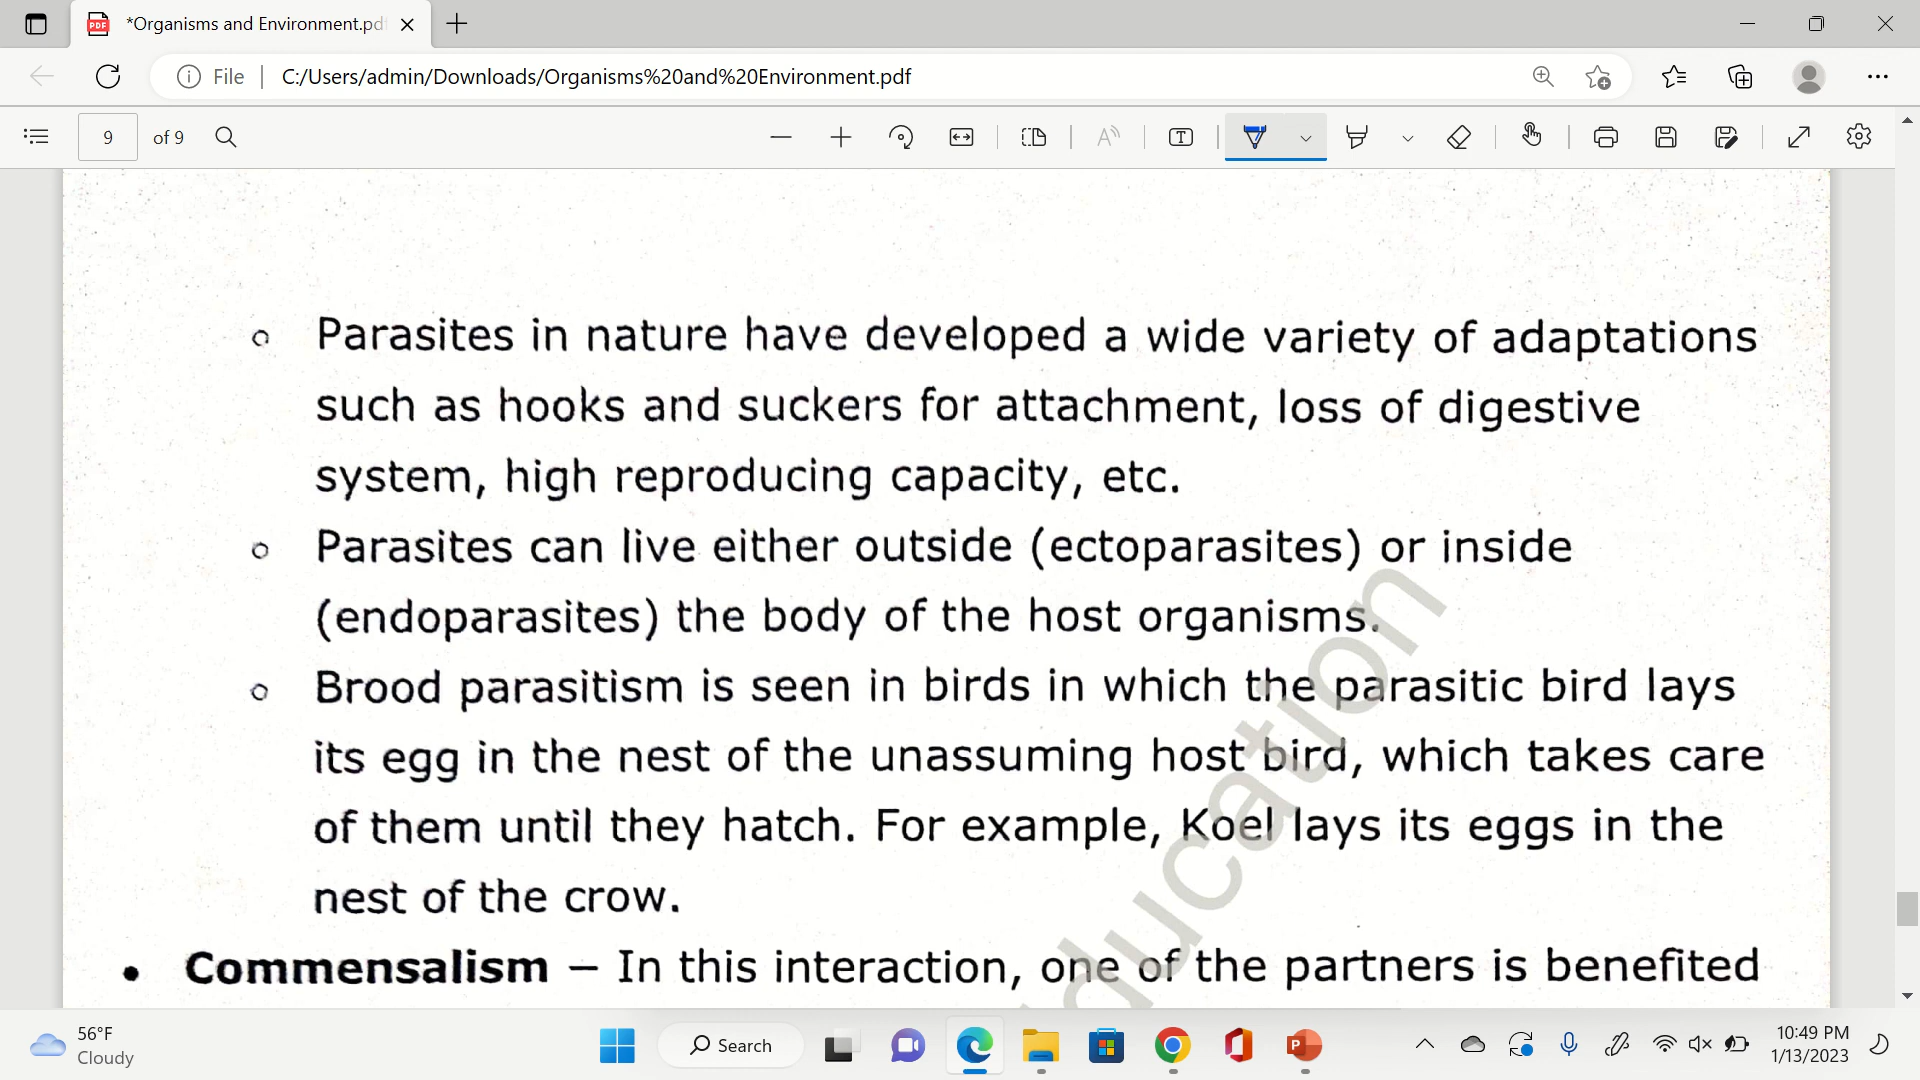 *Organisms and Environment.pdf
File
C:/Users/admin/Downloads/Organisms%20and%20Environment.pdf
9 of 9
Parasites in nature have developed a wide variety of adaptations
such as hooks and suckers for attachment, loss of digestive
system, high reproducing capacity, etc.
Parasites can live either outside (ectoparasites) or inside
(endoparasites) the body of the host organisms.
Brood parasitism is seen in birds in which the parasitic bird lays
its egg in the nest of the unassuming host bird, which takes care
of them until they hatch. For example, Koel lays its eggs in the
nest of the crow.
Commensalism – In this interaction, one of the partners is benefited
ducation
56°F
Cloudy
Search
10:49 PM
1/13/2023